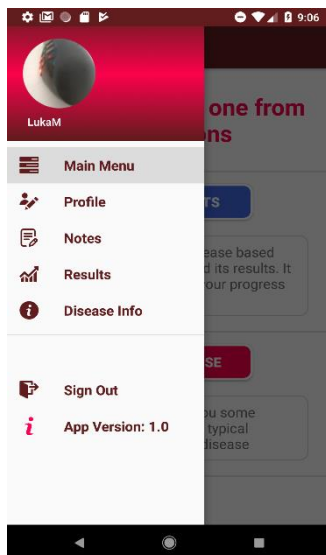 9:06
LukaM
one from
ns
Main Menu
Profile
TS
Notes
ease based
d its results. It
our progress
Results
Disease Info
SE
Sign Out
ou some
typical
disease
App Version: 1.0